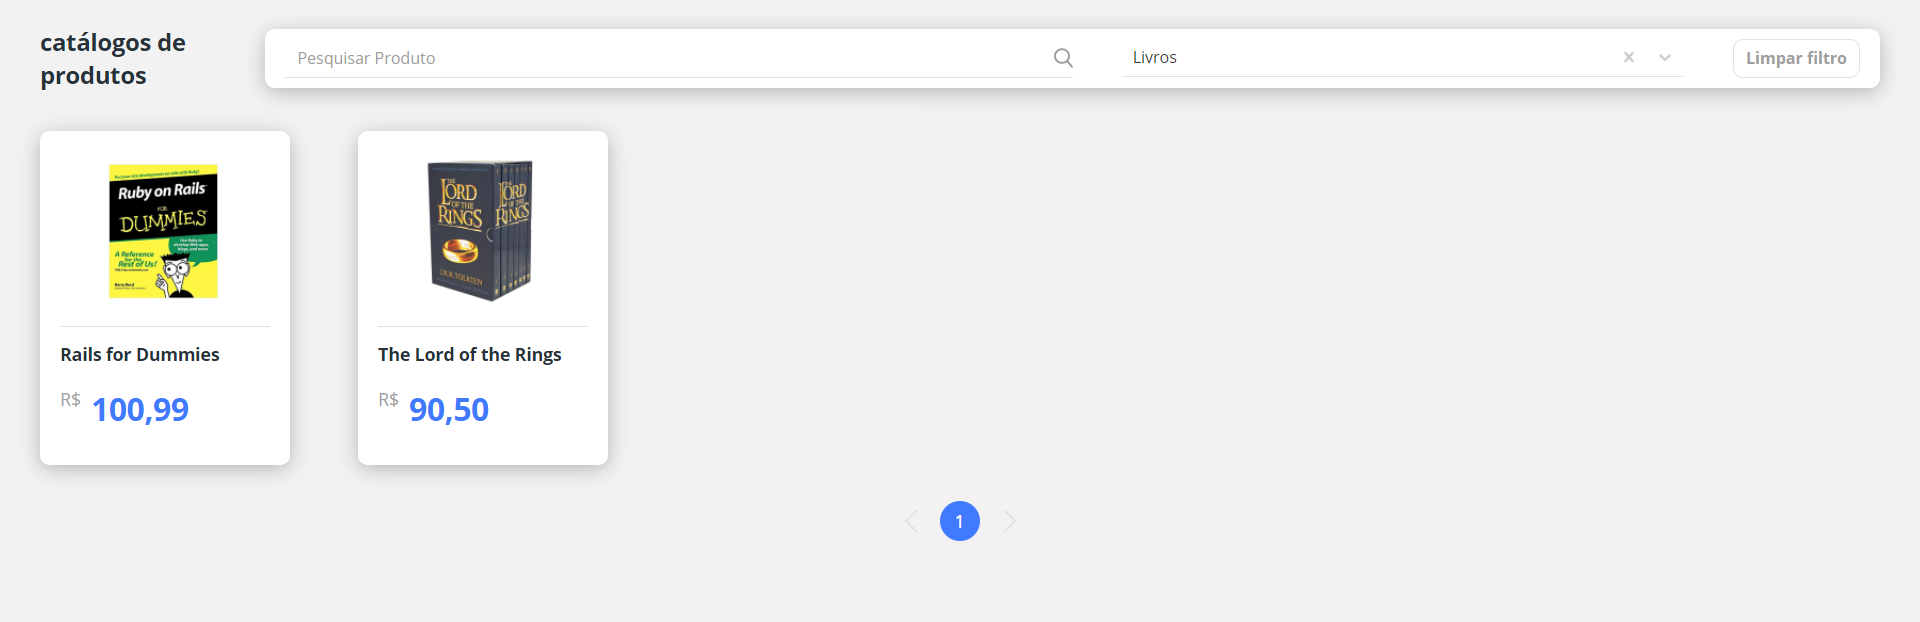 catálogos de
produtos
Pesquisar Produto
Livros
Limpar filtro
Ruby on Rails
FOR
DUMMIES
A Reference
for the
Rest of Us!
THE
LORD
OF THE
RINGS
J.R.R. TOLKIEN
THE
LORD
OF THE
RINGS
Rails for Dummies
R$ 100,99
The Lord of the Rings
R$ 90,50
1